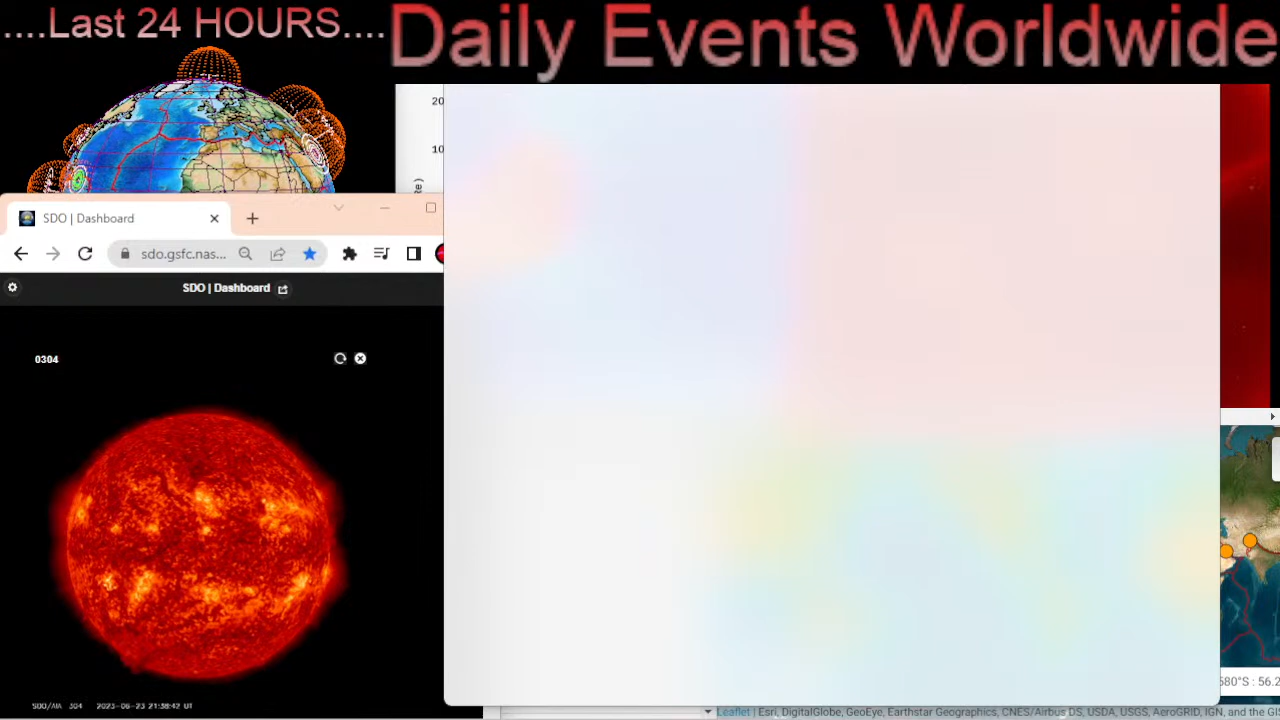 ....Last 24 HOURS....
Daily Events Worldwide
20
10
SDO | Dashboard
sdo.gsfc.nas...
SDO | Dashboard
0304
SDO/AIA 304 2023-06-23 21:38:42 UT
580°S : 56.2
Leaflet | Esri, DigitalGlobe, GeoEye, Earthstar Geographics, CNES/Airbus DS, USDA, USGS, AeroGRID, IGN, and the GIS